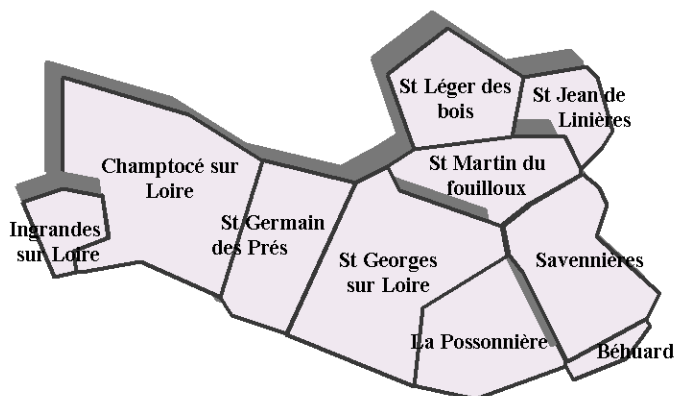 St Léger des
bois
St Jean de
Linières
Champtocé sur
Loire
St Martin du
fouilloux
St Germain
des Prés
Ingrandes
sur Loire
St Georges
sur Loire
Savennières
La Possonnière
Béhuard